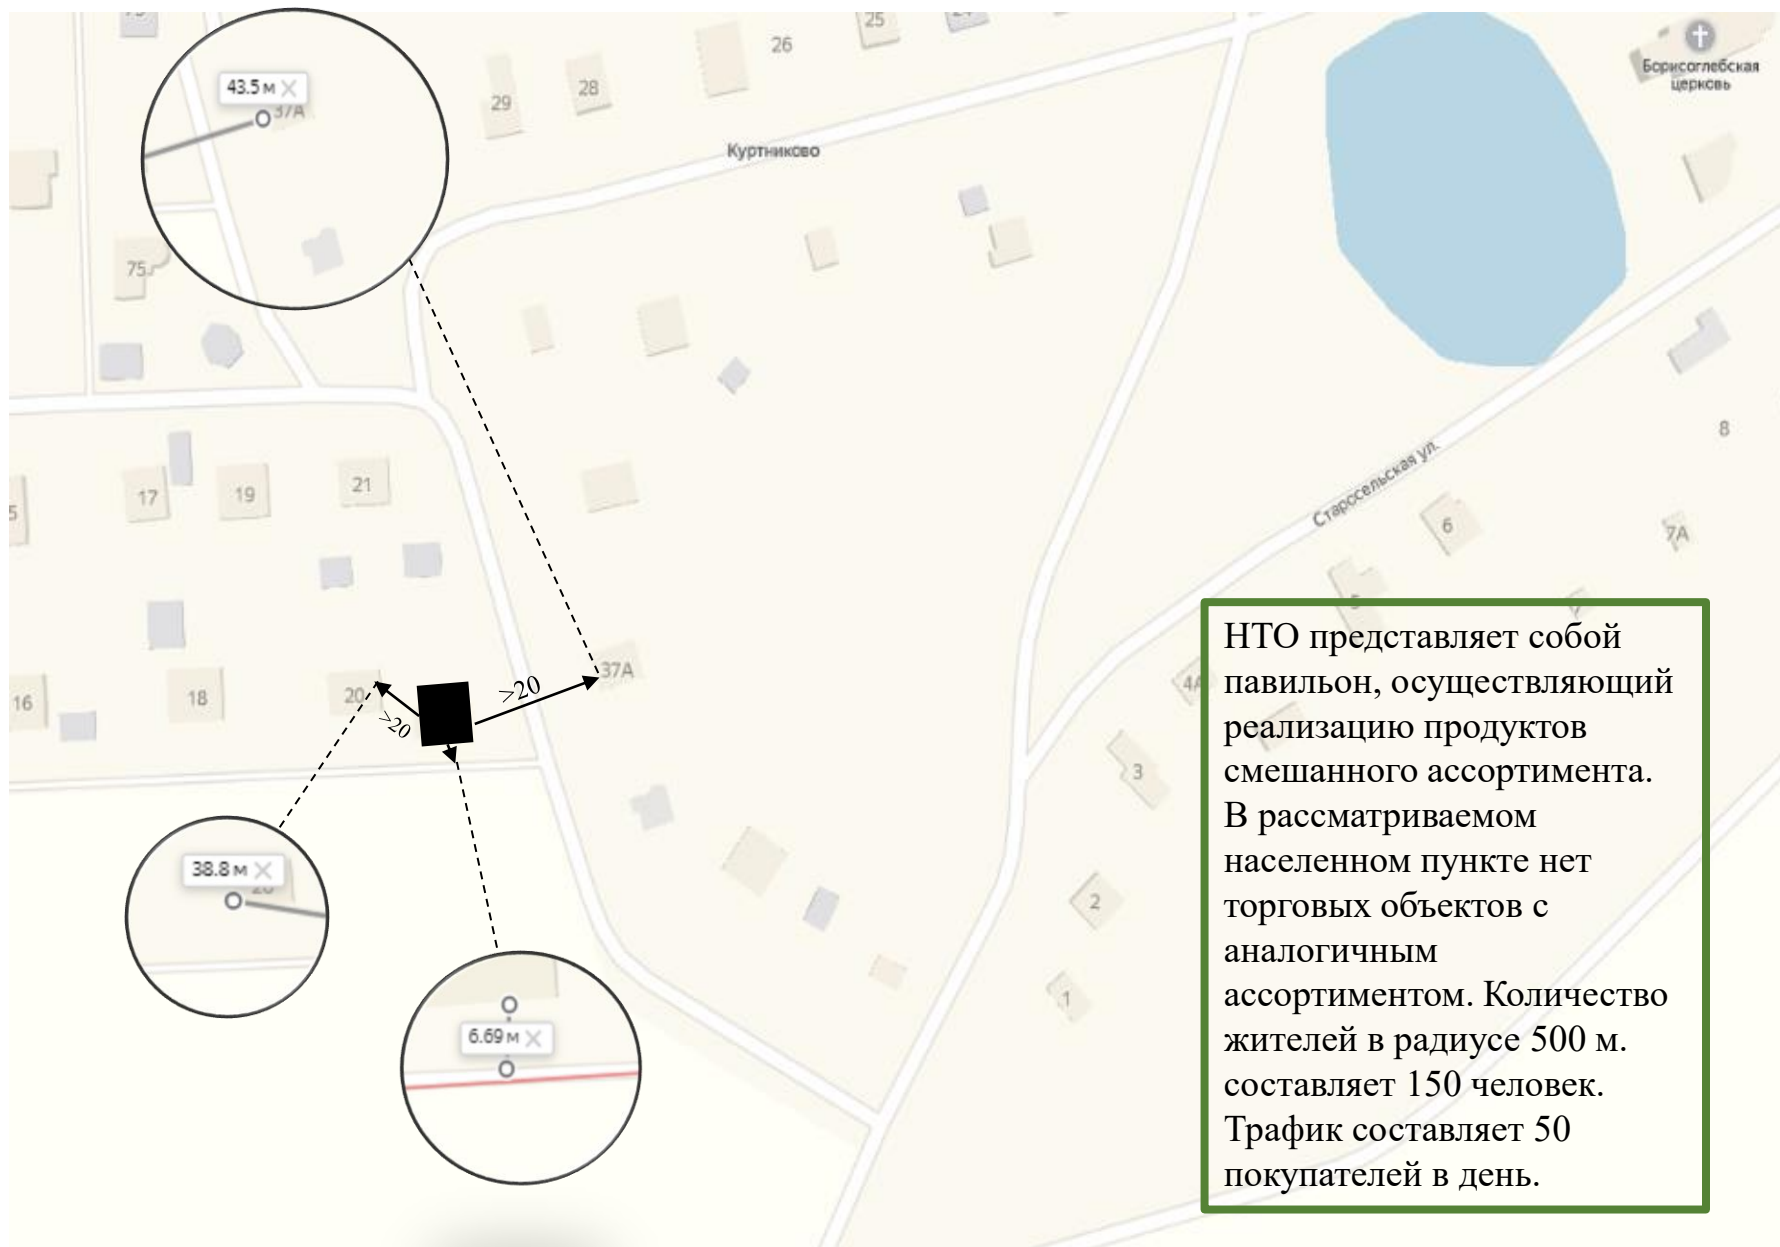 25
26
Борисоглебская
церковь
43.5 м
37А
29
28
Куртниково
75
8
Старосельская ул.
21
17
19
5
6
7А
37А
>20
20
18
16
>20
4А
3
38.8 м
20
2
1
6.69 м
НТО представляет собой
павильон, осуществляющий
реализацию продуктов
смешанного ассортимента.
В рассматриваемом
населенном пункте нет
торговых объектов с
аналогичным
ассортиментом. Количество
жителей в радиусе 500 м.
составляет 150 человек.
Трафик составляет 50
покупателей в день.